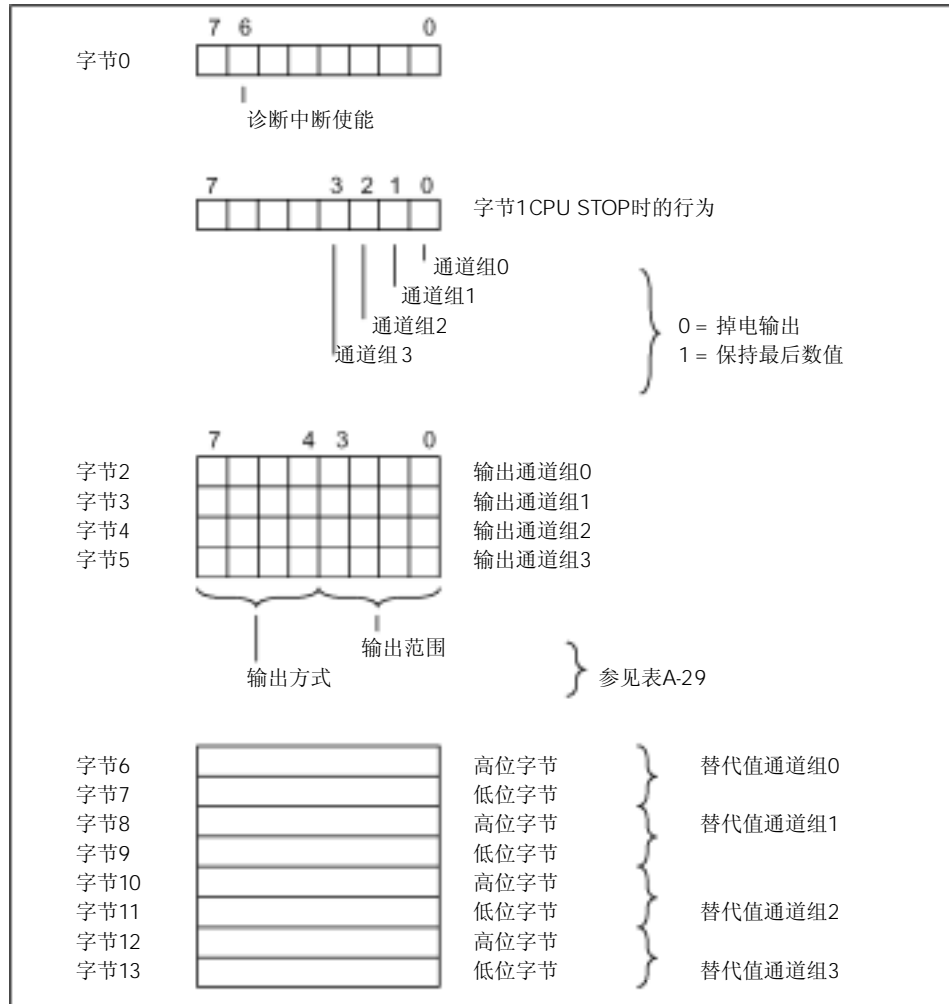 7 6 0
字节0
诊断中断使能
7 3 2 1 0
字节1CPU STOP时的行为
通道组0
通道组1
通道组2
通道组3
0 = 掉电输出
1 = 保持最后数值
7 4 3 0
字节2 输出通道组0
字节3 输出通道组1
字节4 输出通道组2
字节5 输出通道组3
输出范围
输出方式
参见表A-29
字节6 高位字节 替代值通道组0
字节7 低位字节
字节8 高位字节 替代值通道组1
字节9 低位字节
字节10 高位字节
字节11 低位字节 替代值通道组2
字节12 高位字节
字节13 低位字节 替代值通道组3